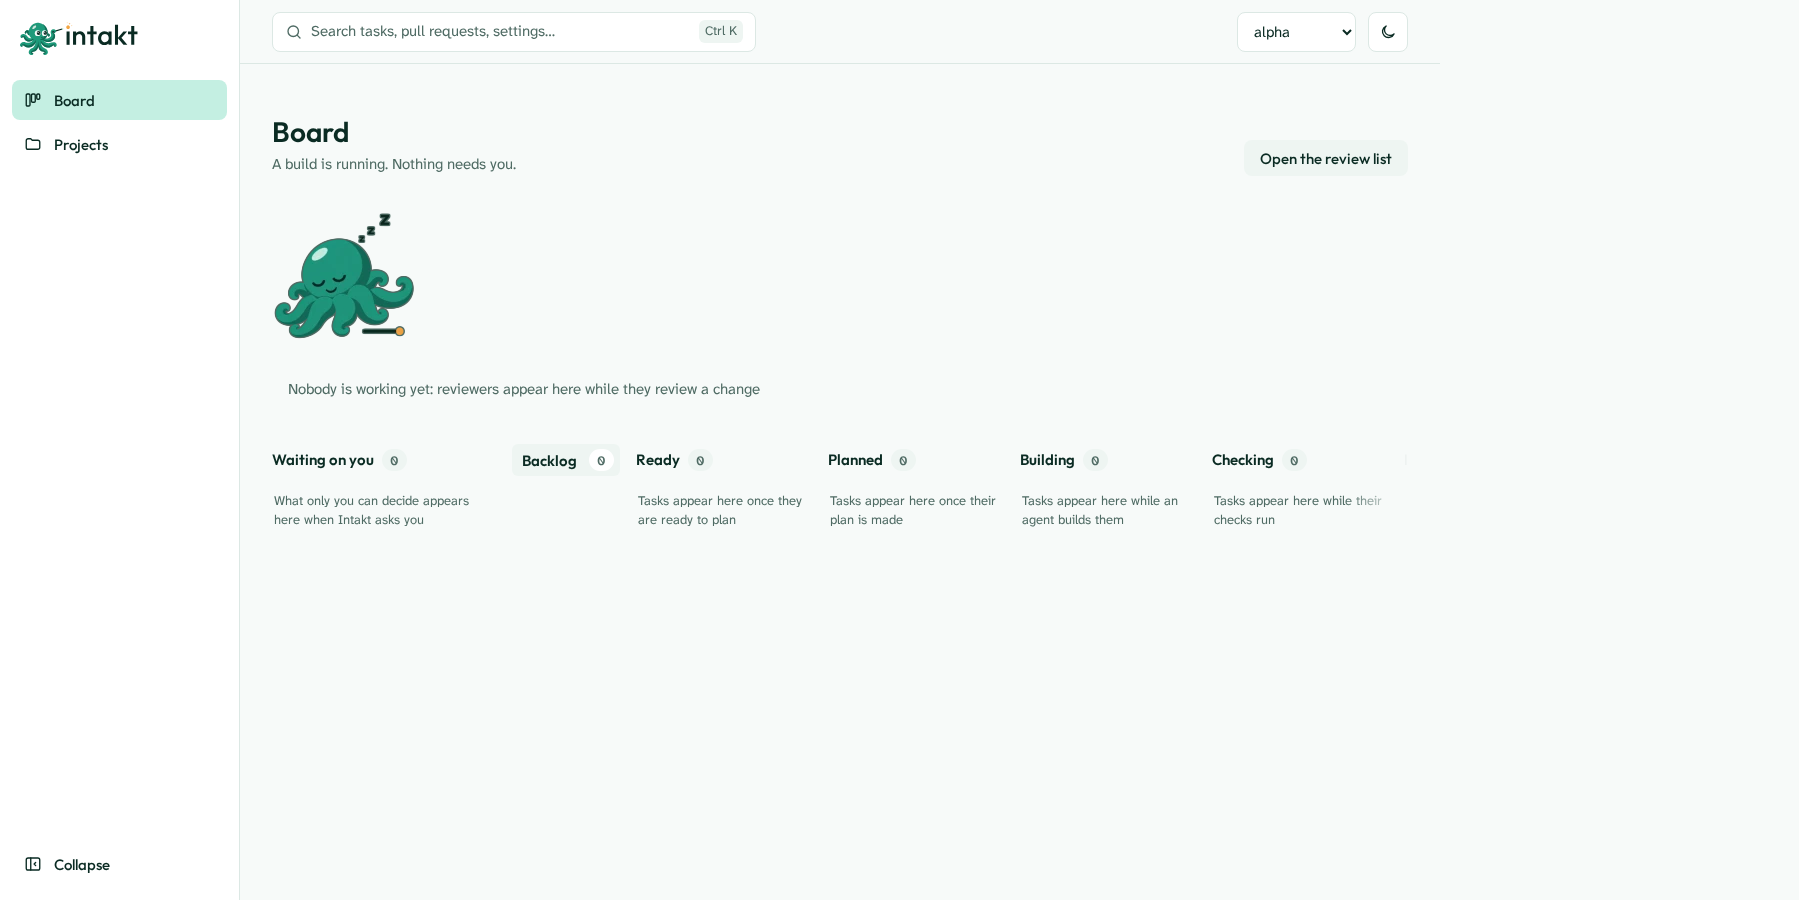 intakt
Search tasks, pull requests, settings...
Ctrl K
alpha
Board
Projects
Board
A build is running. Nothing needs you.
Open the review list
z z z
Nobody is working yet: reviewers appear here while they review a change
Waiting on you 0
Backlog 0
Ready 0
Planned 0
Building 0
Checking 0
What only you can decide appears
here when Intakt asks you
Tasks appear here once they
are ready to plan
Tasks appear here once their
plan is made
Tasks appear here while an
agent builds them
Tasks appear here while their
checks run
Collapse